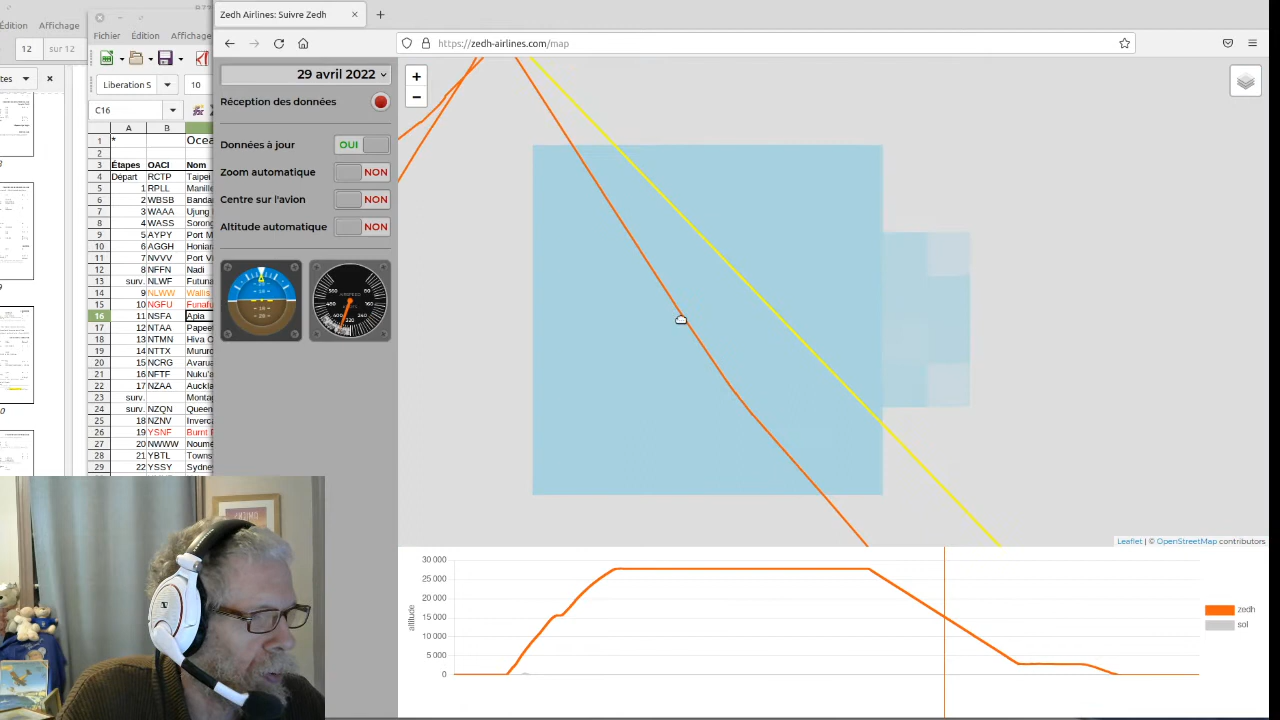 Édition
Affichage
12
sur 12
tes
Fichier
Édition
Affichage
Liberation S
10
C16
A
B
1
*
Ocea
2
3
Étapes
OACI
Nom
4
Départ
RCTP
Taipei
5
1
RPLL
Manille
6
2
WBSB
Banda
7
3
WAAA
Ujung
8
4
WASS
Sorong
9
5
AYPY
Port M
10
6
AGGH
Honiar
11
7
NVVV
Port V
12
8
NFFN
Nadi
13
surv.
NLWF
Futuna
14
9
NLWW
Wallis
15
10
NGFU
Funafu
16
11
NSFA
Apia
17
12
NTAA
Papee
18
13
NTMN
Hiva O
19
14
NTTX
Mururo
20
15
NCRG
Avarua
21
16
NFTF
Nuku'a
22
17
NZAA
Auckla
23
surv.
Montag
24
surv.
NZQN
Queen
25
18
NZNV
Inverca
26
19
YSNF
Burnt P
27
20
NWWW
Noume
28
21
YBTL
Towns
29
22
YSSY
Sydne
Zedh Airlines: Suivre Zedh
https://zedh-airlines.com/map
29 avril 2022
Réception des données
Données à jour
OUI
Zoom automatique
NON
Centre sur l'avion
NON
Altitude automatique
NON
AIRSPEED
+
−
Leaflet | © OpenStreetMap contributors
altitude
30 000
25 000
20 000
15 000
10 000
5 000
0
zedh
sol